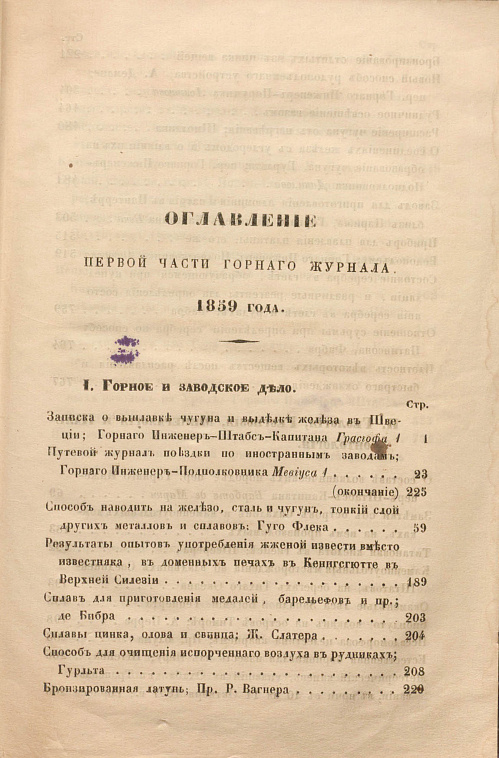 ОГЛАВЛЕНІЕ
ПЕРВОЙ ЧАСТИ ГОРНАГО ЖУРНАЛА.
1859 ГОДА.
I. Горное и заводское дѣло.
Стр.
Записка о выплавкѣ чугуна и выдѣлкѣ желѣза въ Шве-
ціи; Горнаго Инженеръ-Штабсъ-Капитана Грасгофа 1 1
Путевой журналъ поѣздки по иностраннымъ заводамъ;
Горнаго Инженеръ-Подполковника Мевіуса 1 . . . . . . 23
(окончаніе) 225
Способъ наводить на желѣзо, сталь и чугунъ, тонкій слой
другихъ металловъ и сплавовъ; Гуго Флека . . . . . 59
Результаты опытовъ употребленія жженой извести вмѣсто
известняка, въ доменныхъ печахъ въ Кенигсгютте въ
Верхней Силезіи . . . . . . . . . . . . . . . . 189
Сплавъ для приготовленія медалей, барельефовъ и пр.;
де Бибра . . . . . . . . . . . . . . . . . . 203
Сплавы цинка, олова и свинца; Ж. Слатера. . . . . . 204
Способъ для очищенія испорченнаго воздуха въ рудникахъ;
Гурльта . . . . . . . . . . . . . . . . . . 208
Бронзированная латунь; Пр. Р. Вагнера . . . . . . . 220